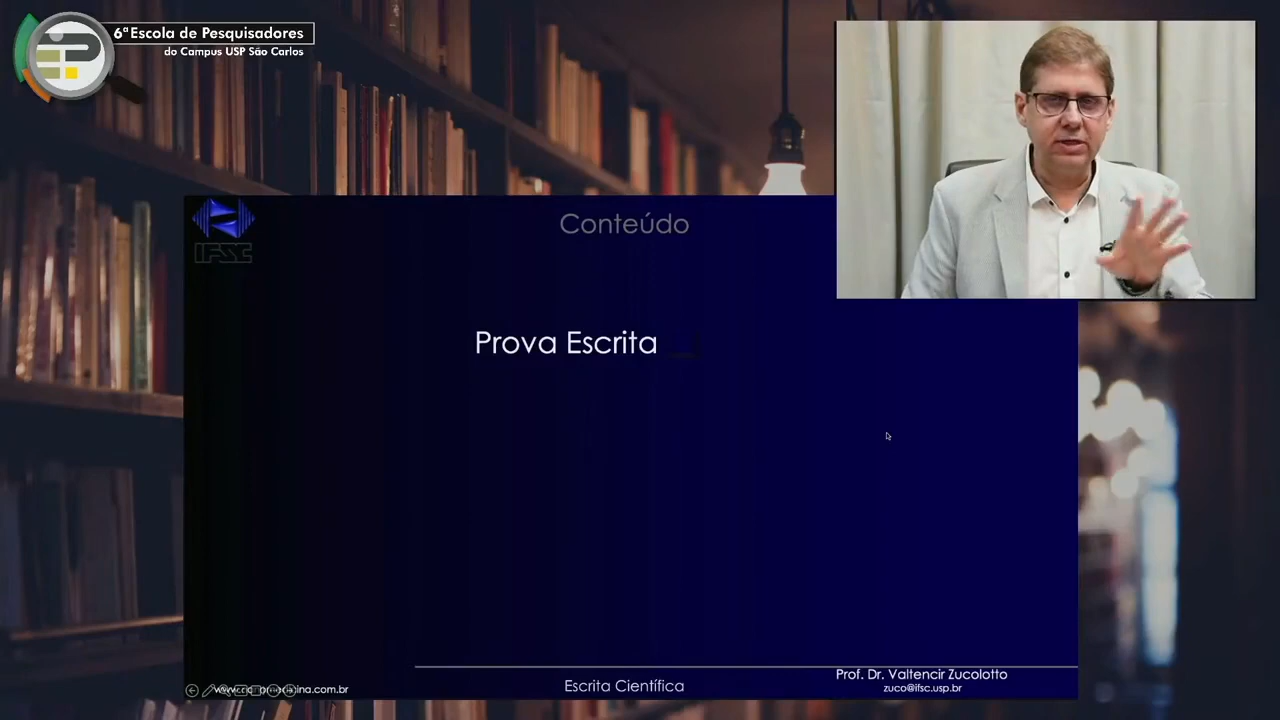 6ª Escola de Pesquisadores
do Campus USP São Carlos
IFSC
Conteúdo
Prova Escrita
Escrita Científica
Prof. Dr. Valtencir Zucolotto
zuco@ifsc.usp.br